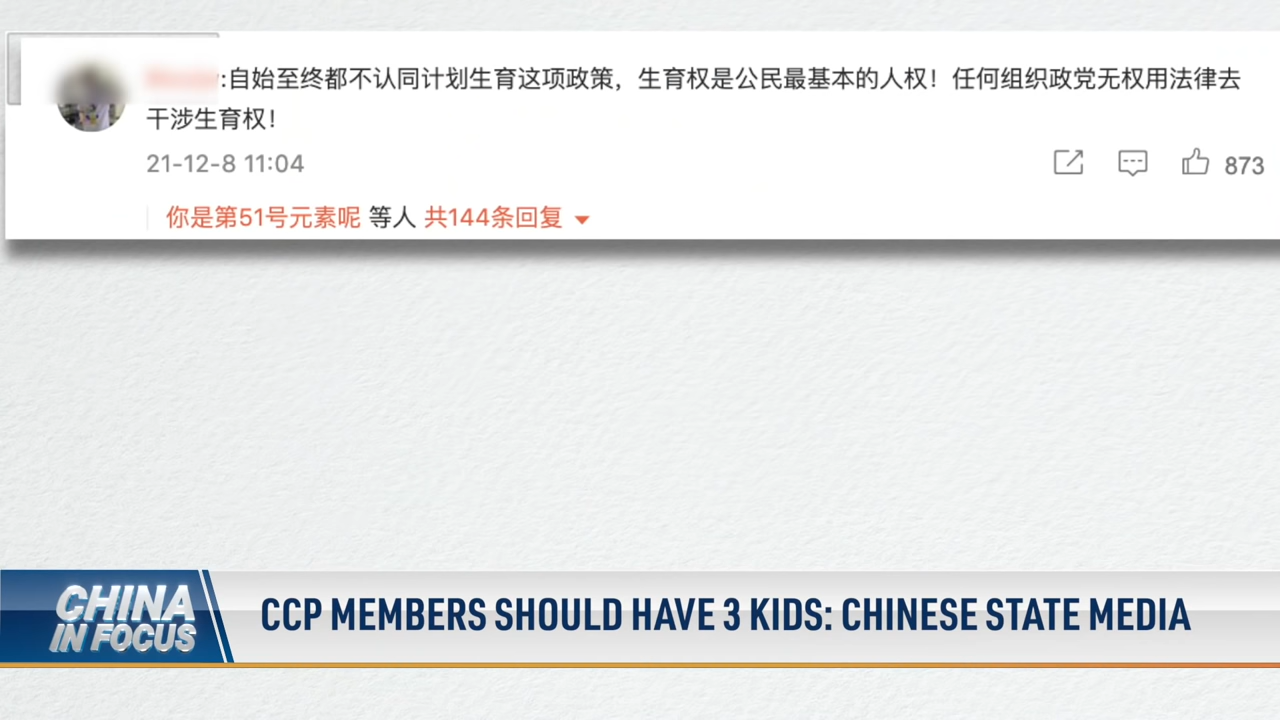 :自始至终都不认同计划生育这项政策，生育权是公民最基本的人权！任何组织政党无权用法律去
干涉生育权！
21-12-8 11:04
873
你是第51号元素呢 等人 共144条回复
CHINA
IN FOCUS
CCP MEMBERS SHOULD HAVE 3 KIDS: CHINESE STATE MEDIA